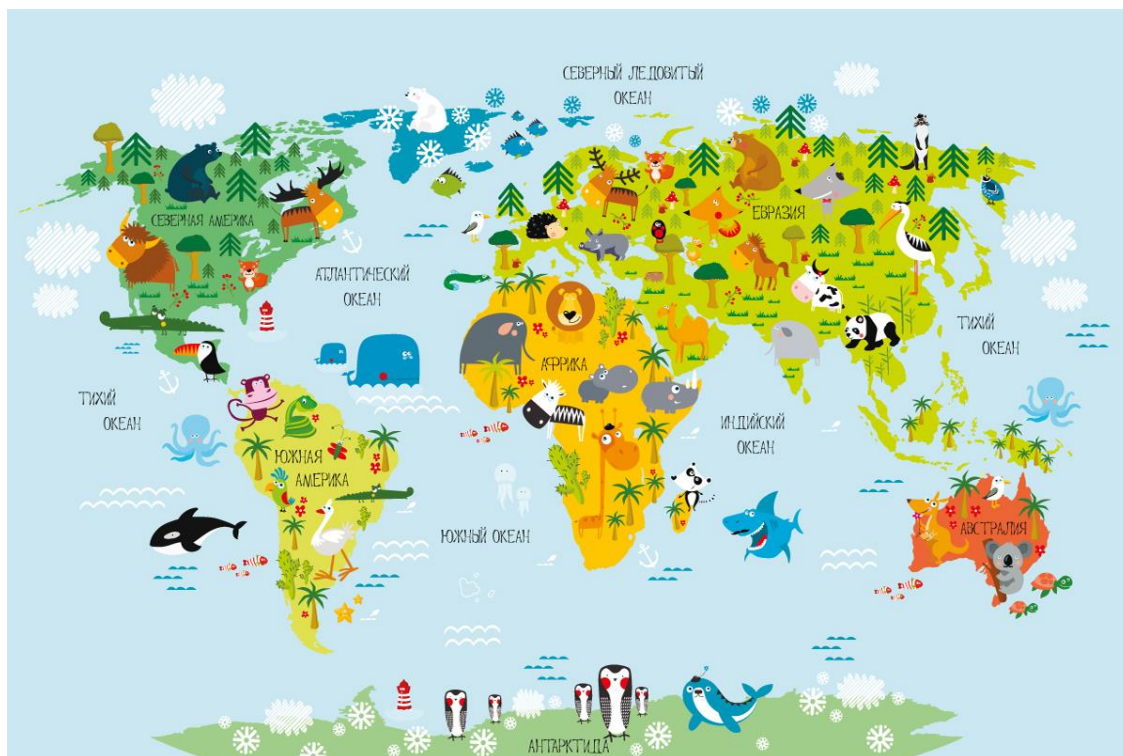 СЕВЕРНЫЙ ЛЕДОВИТЫЙ
ОКЕАН
СЕВЕРНАЯ АМЕРИКА
ЕВРАЗИЯ
АТЛАНТИЧЕСКИЙ
ОКЕАН
ТИХИЙ
ОКЕАН
АФРИКА
ТИХИЙ
ОКЕАН
ИНДИЙСКИЙ
ОКЕАН
ЮЖНАЯ
АМЕРИКА
ЮЖНЫЙ ОКЕАН
АВСТРАЛИЯ
АНТАРКТИДА